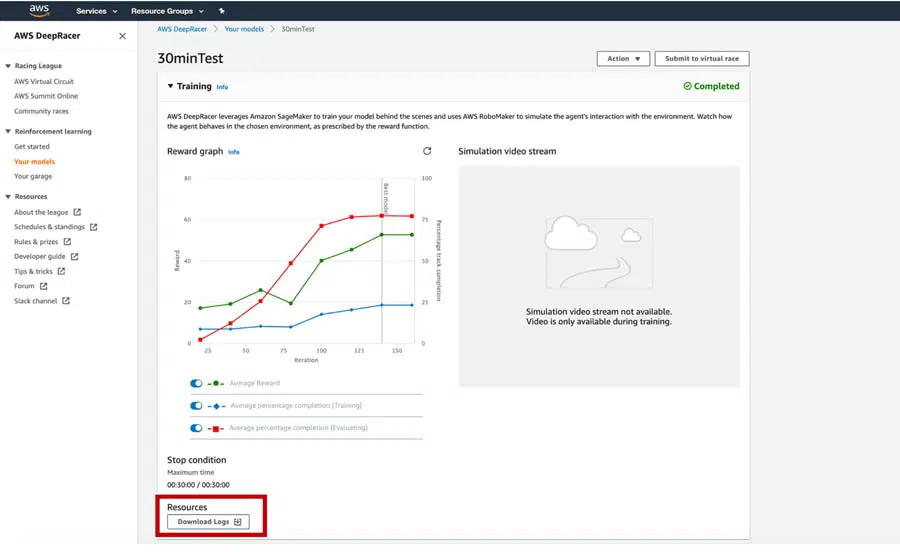 aws
Services
Resource Groups
AWS DeepRacer
Racing League
AWS Virtual Circuit
AWS Summit Online
Community races
Reinforcement learning
Get started
Your models
Your garage
Resources
About the league
Schedules & standings
Rules & prizes
Developer guide
Tips & tricks
Forum
Slack channel
AWS DeepRacer
Your models
30minTest
30minTest
Action
Submit to virtual race
Training Info
Completed
AWS DeepRacer leverages Amazon SageMaker to train your model behind the scenes and uses AWS RoboMaker to simulate the agent's interaction with the environment. Watch how
the agent behaves in the chosen environment, as prescribed by the reward function.
Reward graph Info
80
60
40
20
0
Reward
25 50 75 100 125 150
Iteration
100
75
50
25
0
Percentage track completion
Best model
Average Reward
Average percentage completion (Training)
Average percentage completion (Evaluating)
Simulation video stream
Simulation video stream not available.
Video is only available during training.
Stop condition
Maximum time
00:30:00 / 00:30:00
Resources
Download Logs